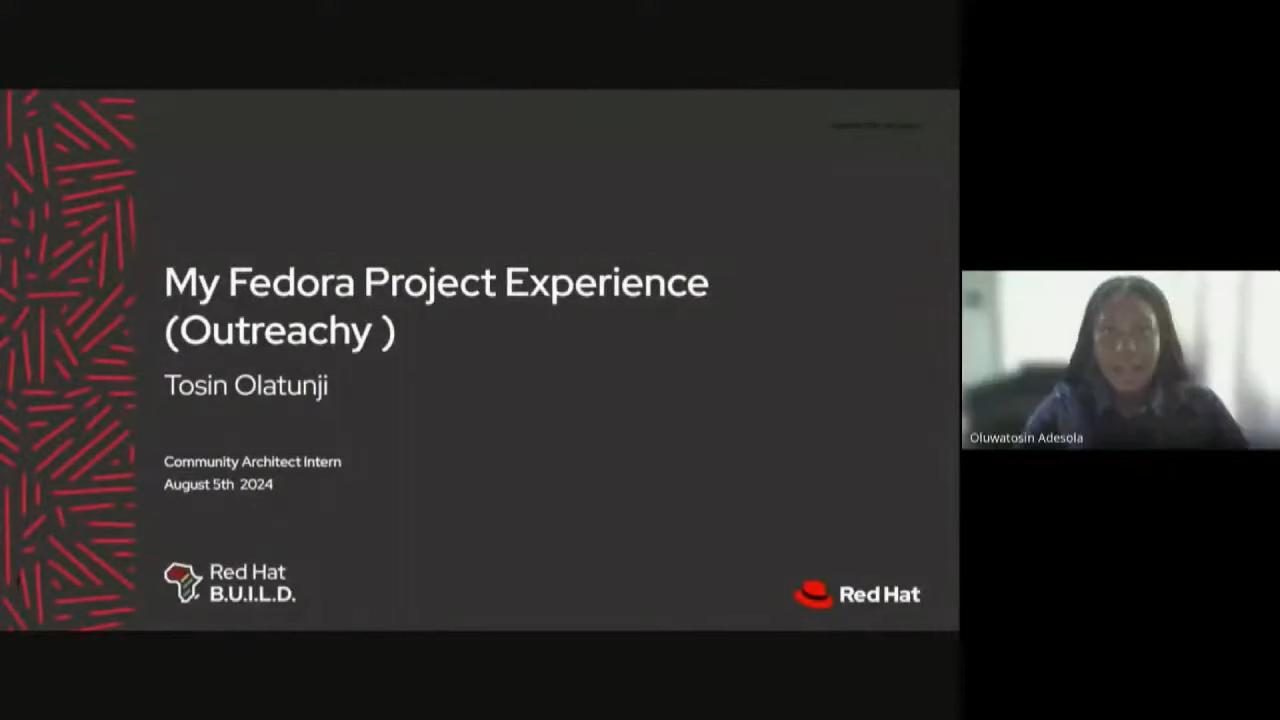 My Fedora Project Experience
(Outreachy )
Tosin Olatunji
Community Architect Intern
August 5th 2024
Red Hat
B.U.I.L.D.
Red Hat
Oluwatosin Adesola